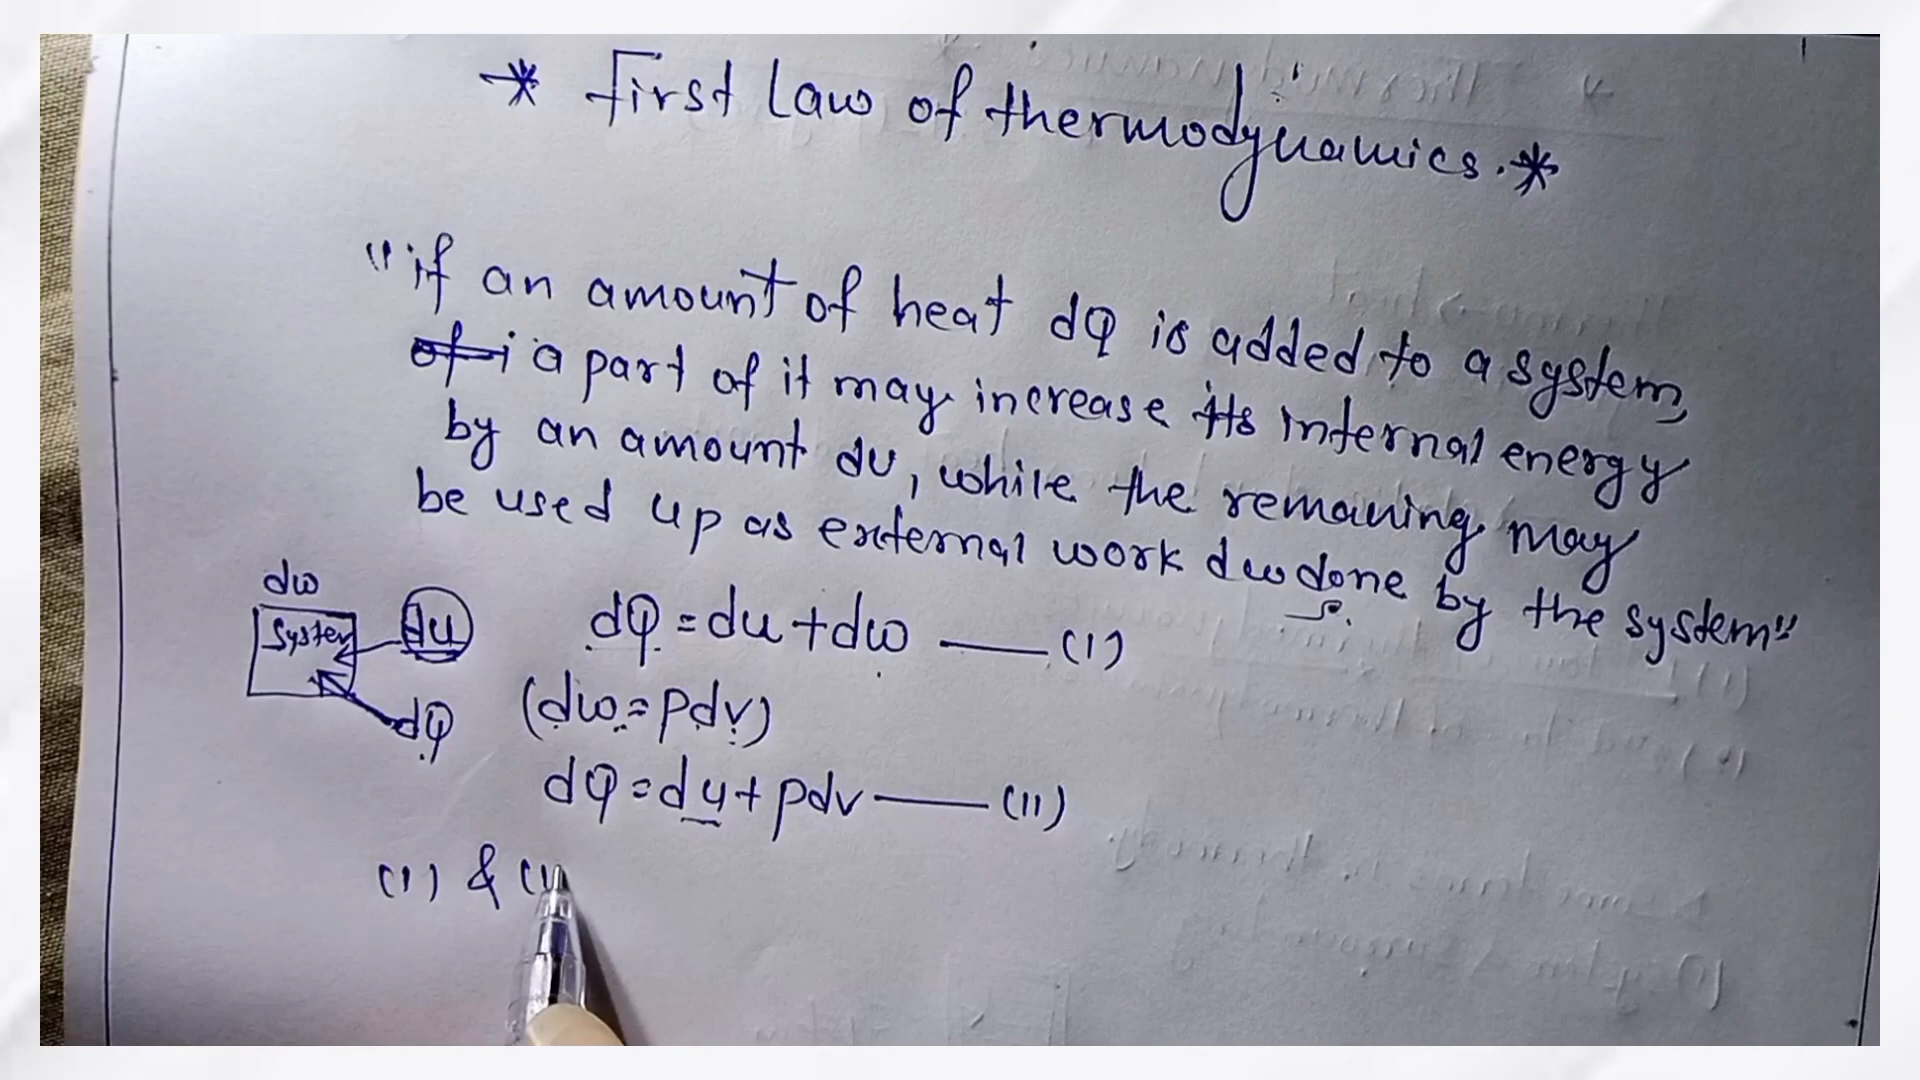 * First Law of thermodynamics. *
"if an amount of heat dQ is added to a system,
a part of it may increase its internal energy
by an amount du, while the remaining may
be used up as external work dw done by the system"
dw
System
du
dQ
dQ = du + dw —— (I)
(dw = pdv)
dQ = du + pdv —— (II)
(I) & (I